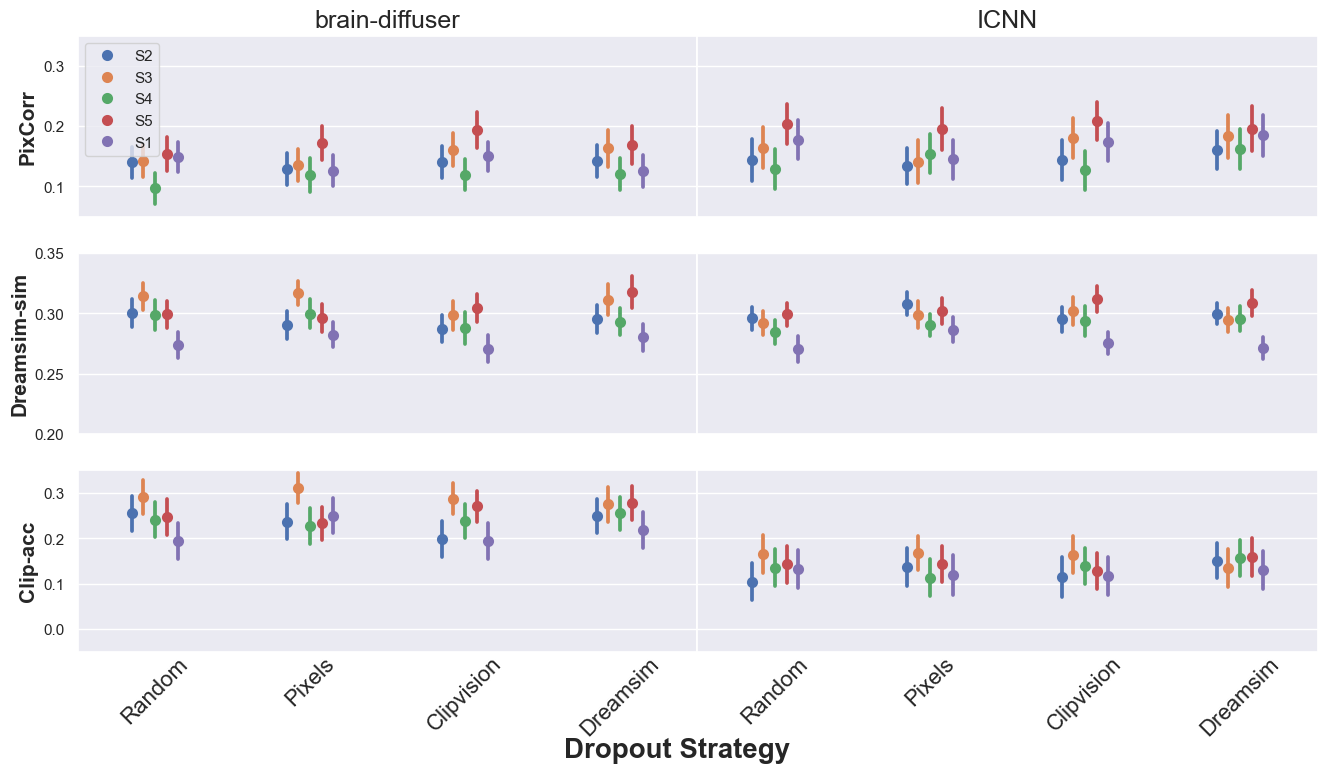 brain-diffuser
ICNN
PixCorr
0.3
0.2
0.1
S2
S3
S4
S5
S1
Dreamsim-sim
0.35
0.30
0.25
0.20
Clip-acc
0.3
0.2
0.1
0.0
Random
Pixels
Clipvision
Dreamsim
Random
Pixels
Clipvision
Dreamsim
Dropout Strategy